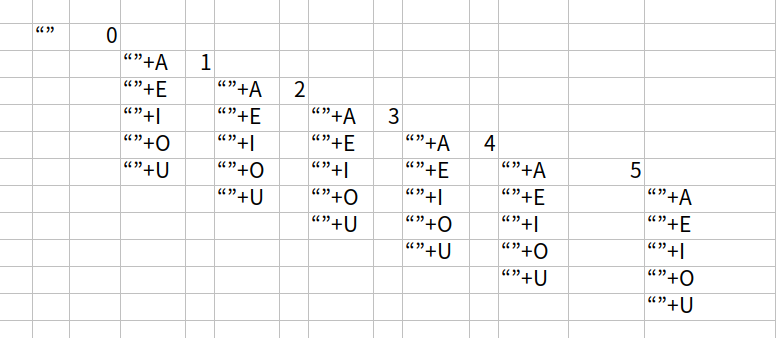 “” 0
“”+A 1
“”+E “”+A 2
“”+I “”+E “”+A 3
“”+O “”+I “”+E “”+A 4
“”+U “”+O “”+I “”+E “”+A 5
“”+U “”+O “”+I “”+E “”+A
“”+U “”+O “”+I “”+E
“”+U “”+O “”+I
“”+O
“”+U